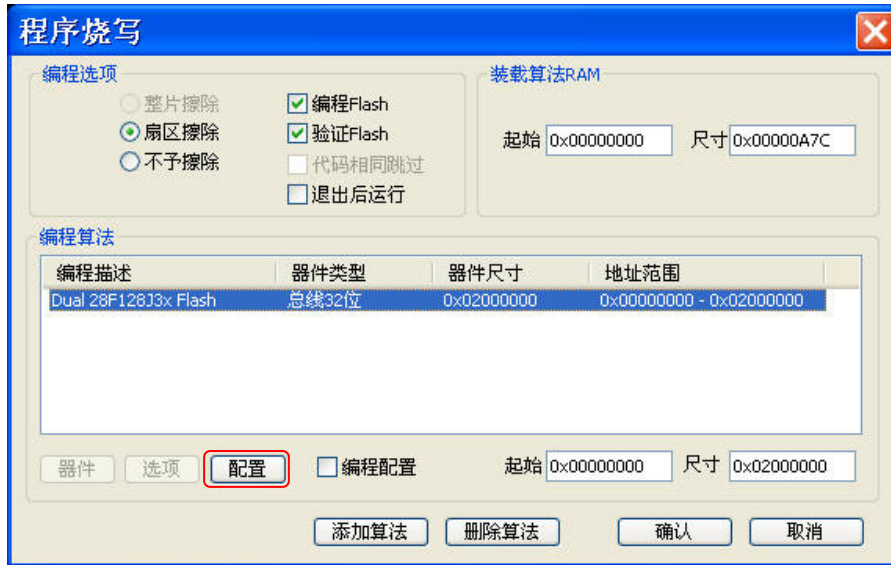 程序烧写
编程选项
整片擦除
扇区擦除
不予擦除
编程Flash
验证Flash
代码相同跳过
退出后运行
装载算法RAM
起始 0x00000000 尺寸 0x00000A7C
编程算法
编程描述 器件类型 器件尺寸 地址范围
Dual 28F128J3x Flash 总线32位 0x02000000 0x00000000 - 0x02000000
器件 选项 配置 编程配置 起始 0x00000000 尺寸 0x02000000
添加算法 删除算法 确认 取消